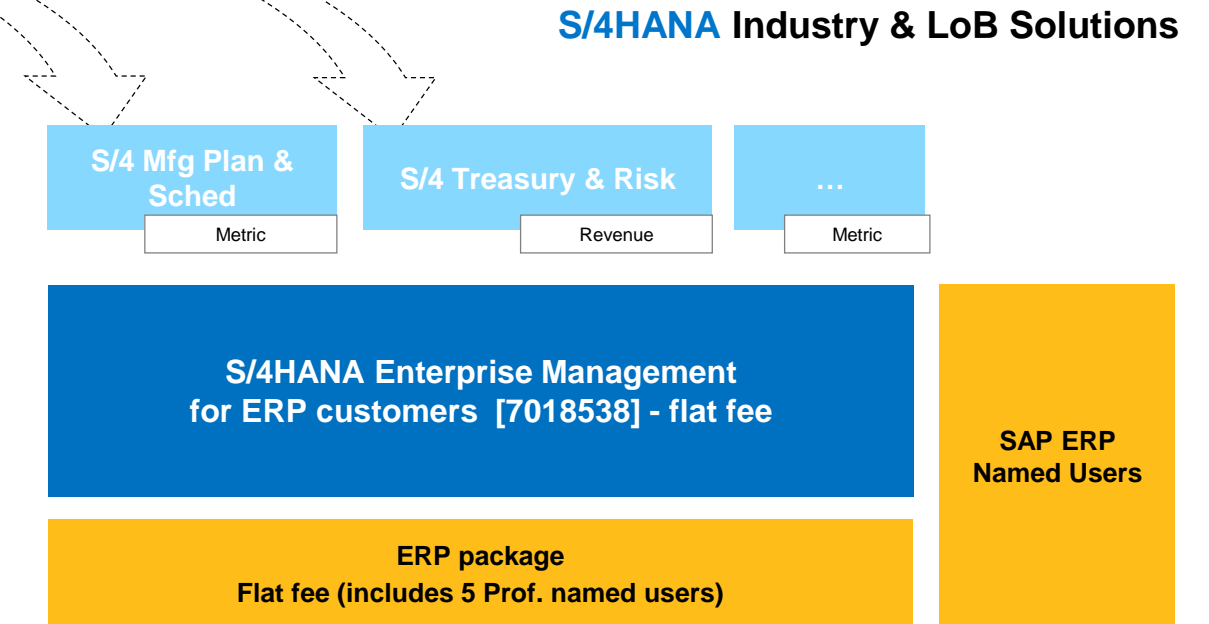 S/4HANA Industry & LoB Solutions
S/4 Mfg Plan &
Sched
Metric
S/4 Treasury & Risk
Revenue
…
Metric
S/4HANA Enterprise Management
for ERP customers [7018538] - flat fee
SAP ERP
Named Users
ERP package
Flat fee (includes 5 Prof. named users)